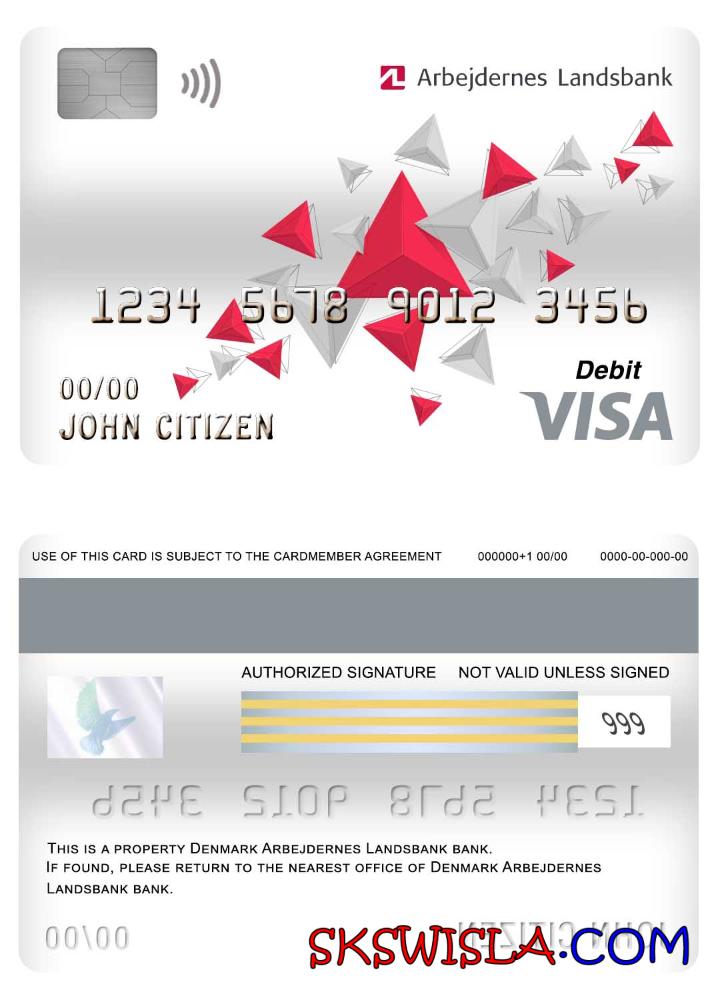 Arbejdernes Landsbank
1234 5678 9012 3456
00/00
Debit
JOHN CITIZEN
VISA
USE OF THIS CARD IS SUBJECT TO THE CARDMEMBER AGREEMENT 000000+1 00/00 0000-00-000-00
AUTHORIZED SIGNATURE NOT VALID UNLESS SIGNED
999
1234 5678 9012 3456
THIS IS A PROPERTY DENMARK ARBEJDERNES LANDSBANK BANK.
IF FOUND, PLEASE RETURN TO THE NEAREST OFFICE OF DENMARK ARBEJDERNES
LANDSBANK BANK.
00/00 JOHN CITIZEN
SKSWISLA.COM